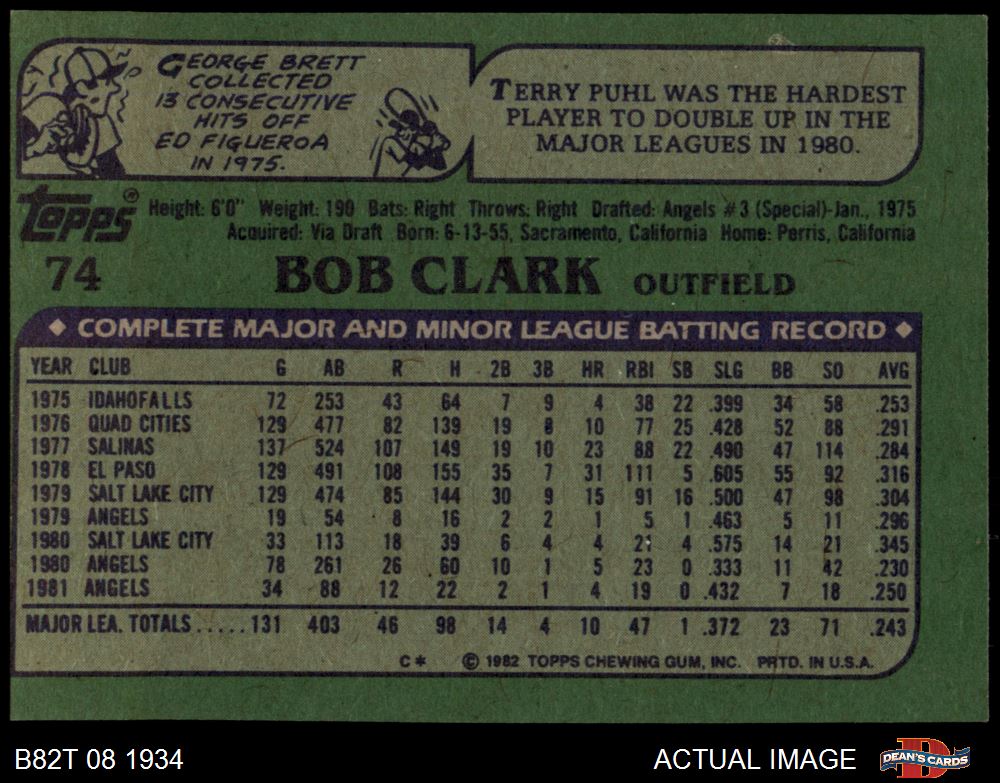 GEORGE BRETT
COLLECTED
13 CONSECUTIVE
HITS OFF
ED FIGUEROA
IN 1975.
TERRY PUHL WAS THE HARDEST
PLAYER TO DOUBLE UP IN THE
MAJOR LEAGUES IN 1980.
Topps®
Height: 6'0" Weight: 190 Bats: Right Throws: Right Drafted: Angels #3 (Special)-Jan., 1975
Acquired: Via Draft Born: 6-13-55, Sacramento, California Home: Perris, California
74 BOB CLARK OUTFIELD
◆ COMPLETE MAJOR AND MINOR LEAGUE BATTING RECORD ◆
YEAR CLUB G AB R H 2B 3B HR RBI SB SLG BB SO AVG
1975 IDAHOFALLS 72 253 43 64 7 9 4 38 22 .399 34 58 .253
1976 QUAD CITIES 129 477 82 139 19 8 10 77 25 .428 52 88 .291
1977 SALINAS 137 524 107 149 19 10 23 88 22 .490 47 114 .284
1978 EL PASO 129 491 108 155 35 7 31 111 5 .605 55 92 .316
1979 SALT LAKE CITY 129 474 85 144 30 9 15 91 16 .500 47 98 .304
1979 ANGELS 19 54 8 16 2 2 1 5 1 .463 5 11 .296
1980 SALT LAKE CITY 33 113 18 39 6 4 4 21 4 .575 14 21 .345
1980 ANGELS 78 261 26 60 10 1 5 23 0 .333 11 42 .230
1981 ANGELS 34 88 12 22 2 1 4 19 0 .432 7 18 .250
MAJOR LEA. TOTALS.....131 403 46 98 14 4 10 47 1 .372 23 71 .243
C* © 1982 TOPPS CHEWING GUM, INC. PRTD. IN U.S.A.
B82T 08 1934 ACTUAL IMAGE DEAN'S CARDS